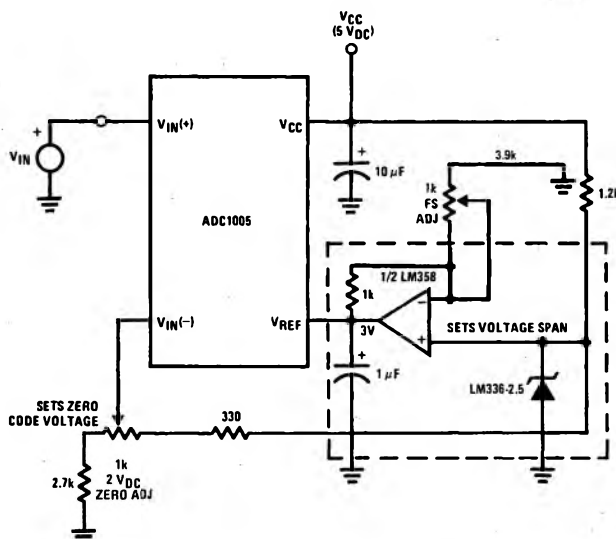 VCC
(5 VDC)
VIN(+)
VCC
+
VIN
+
10 μF
3.9k
1k
FS
ADJ
1.2k
ADC1005
1/2 LM358
1k
VIN(-)
VREF
3V
-
+
SETS VOLTAGE SPAN
+
1 μF
LM336-2.5
SETS ZERO
CODE VOLTAGE
330
1k
2 VDC
ZERO ADJ
2.7k